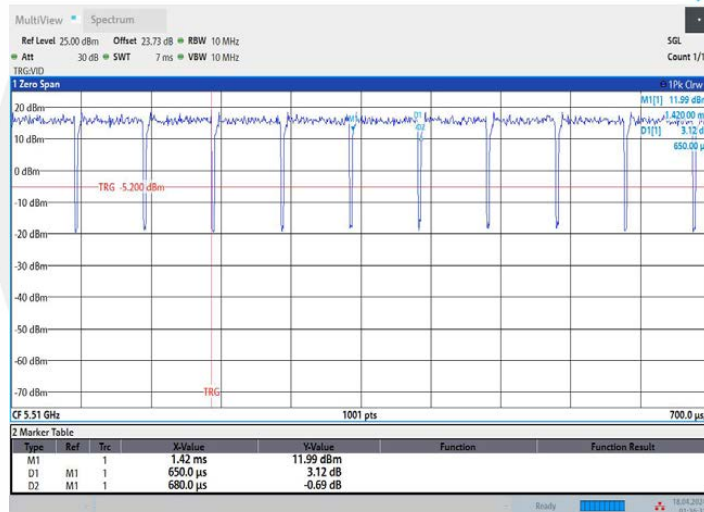 MultiView Spectrum
Ref Level 25.00 dBm Offset 23.73 dB RBW 10 MHz SGL
Att 30 dB SWT 7 ms VBW 10 MHz Count 1/1
TRG:VID
1 Zero Span 1Pk Clrw
M1[1] 11.99 dBm
20 dBm
1.420 00 m
M1 D1
D2
D1[1] 3.12 d
10 dBm
650.00 µ
0 dBm
TRG -5.200 dBm
-10 dBm
-20 dBm
-30 dBm
-40 dBm
-50 dBm
-60 dBm
-70 dBm
TRG
CF 5.51 GHz 1001 pts 700.0 µs
2 Marker Table
Type Ref Trc X-Value Y-Value Function Function Result
M1 1 1.42 ms 11.99 dBm
D1 M1 1 650.0 µs 3.12 dB
D2 M1 1 680.0 µs -0.69 dB
Ready